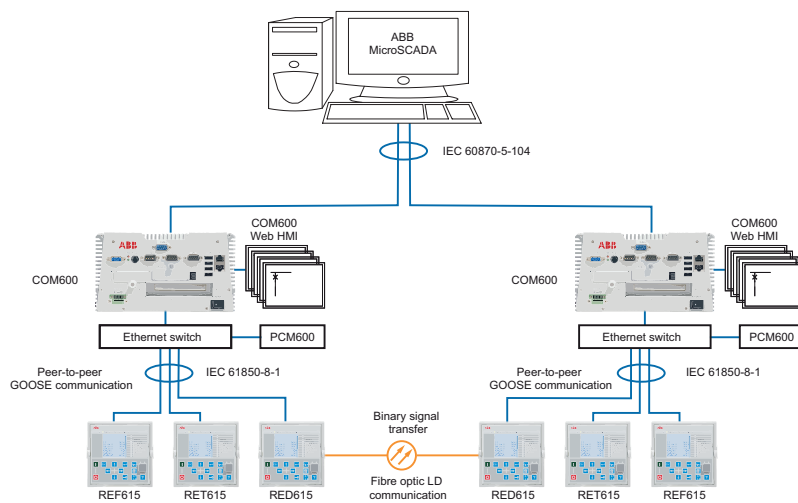 ABB
MicroSCADA
IEC 60870-5-104
COM600
Web HMI
ABB
COM600
COM600
Web HMI
ABB
COM600
Ethernet switch
PCM600
Ethernet switch
PCM600
Peer-to-peer
GOOSE communication
IEC 61850-8-1
Peer-to-peer
GOOSE communication
IEC 61850-8-1
Binary signal
transfer
Fibre optic LD
communication
REF615
RET615
RED615
RED615
RET615
REF615